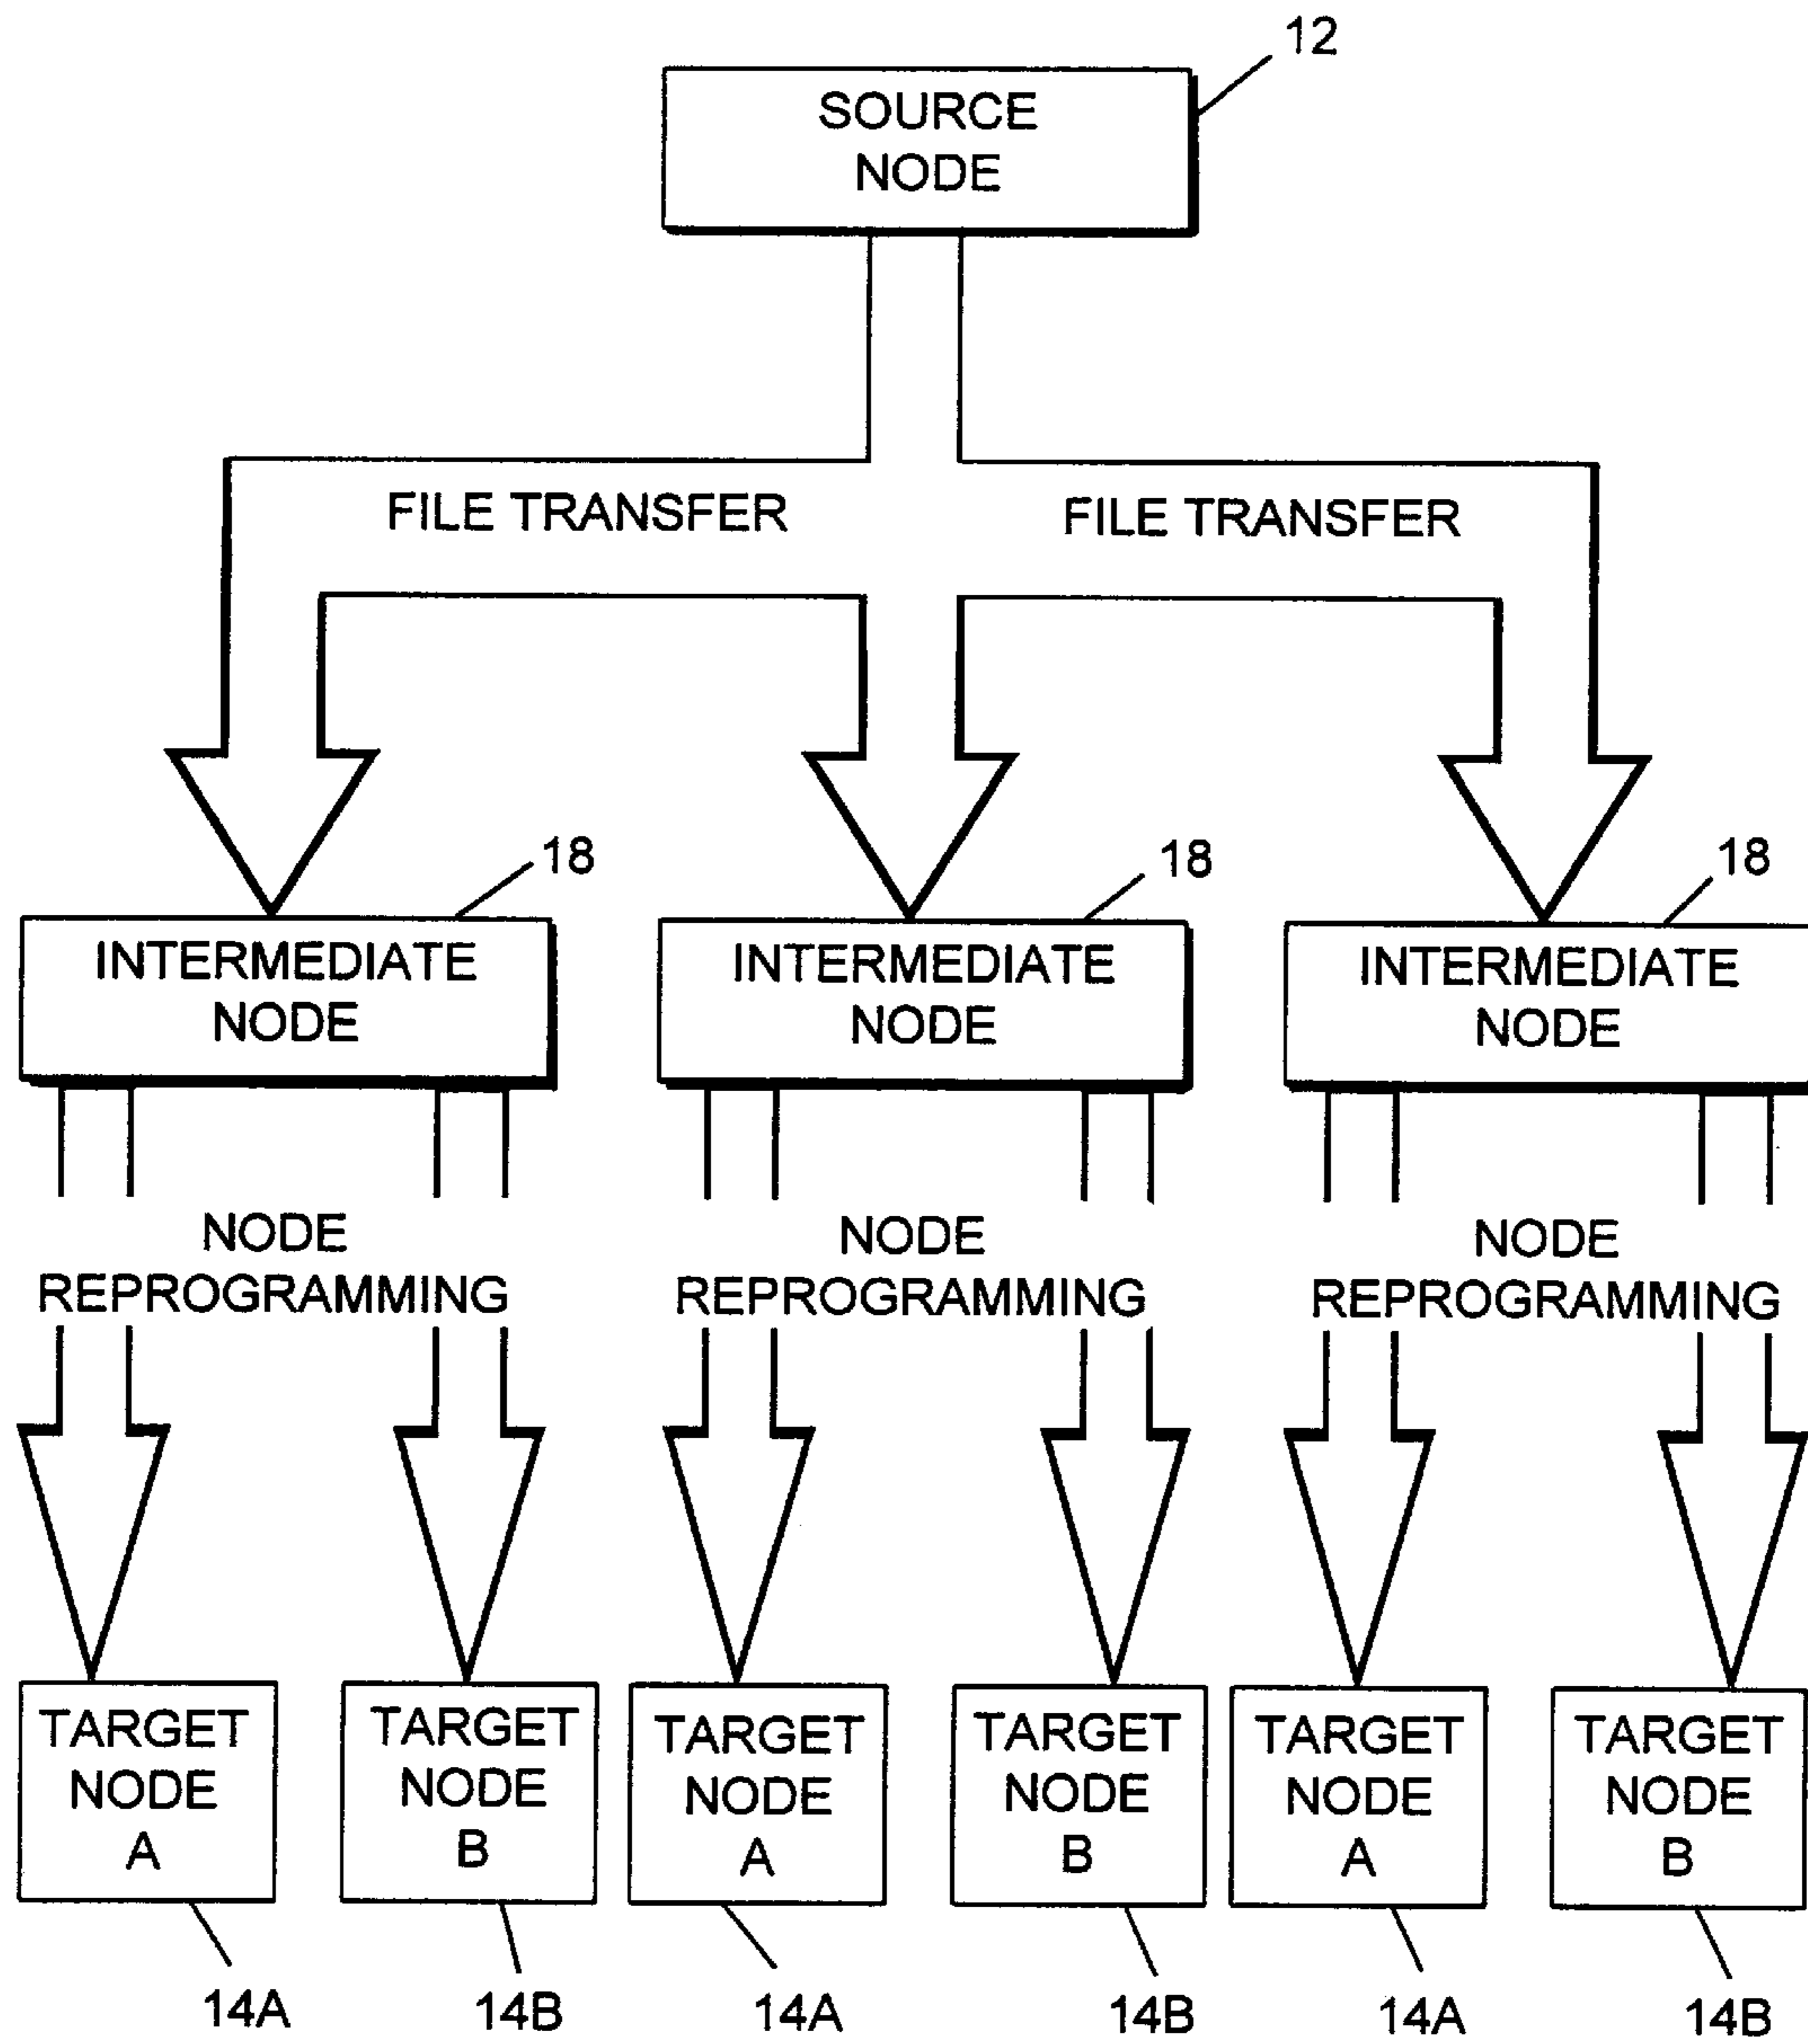 12
SOURCE
NODE
FILE TRANSFER
FILE TRANSFER
18
18
18
INTERMEDIATE
NODE
INTERMEDIATE
NODE
INTERMEDIATE
NODE
NODE
REPROGRAMMING
NODE
REPROGRAMMING
NODE
REPROGRAMMING
TARGET
NODE
A
TARGET
NODE
B
TARGET
NODE
A
TARGET
NODE
B
TARGET
NODE
A
TARGET
NODE
B
14A
14B
14A
14B
14A
14B